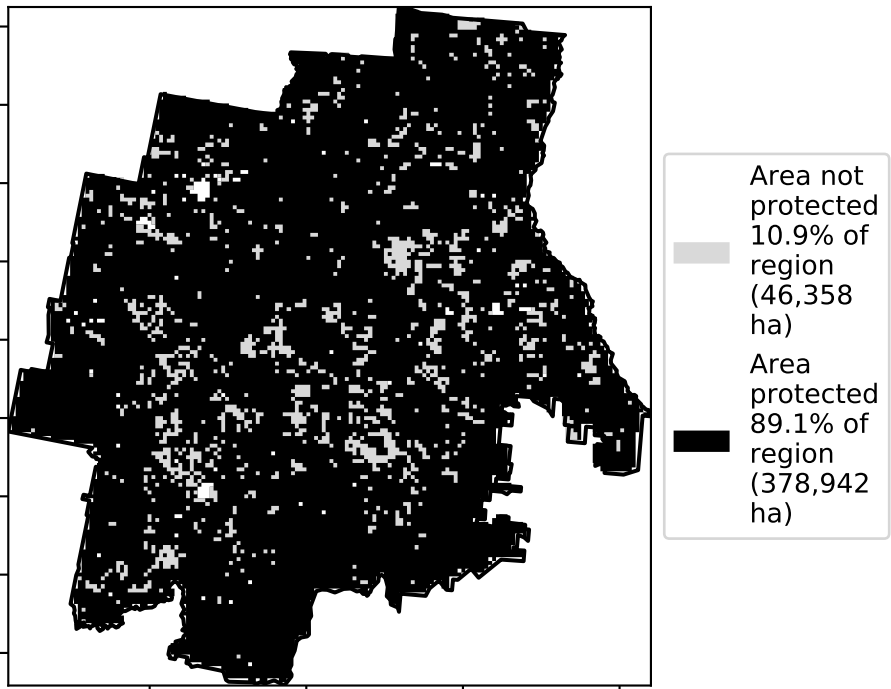 Area not
protected
10.9% of
region
(46,358
ha)
Area
protected
89.1% of
region
(378,942
ha)